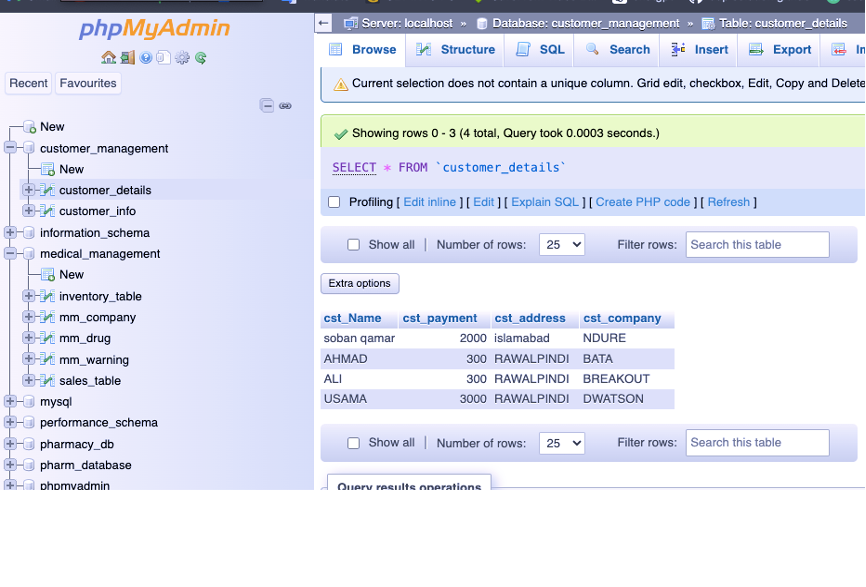 phpMyAdmin
Recent Favourites
New
customer_management
New
customer_details
customer_info
information_schema
medical_management
New
inventory_table
mm_company
mm_drug
mm_warning
sales_table
mysql
performance_schema
pharmacy_db
pharm_database
phpmyadmin
Server: localhost » Database: customer_management » Table: customer_details
Browse Structure SQL Search Insert Export
Current selection does not contain a unique column. Grid edit, checkbox, Edit, Copy and Delete
Showing rows 0 - 3 (4 total, Query took 0.0003 seconds.)
SELECT * FROM `customer_details`
Profiling [ Edit inline ] [ Edit ] [ Explain SQL ] [ Create PHP code ] [ Refresh ]
Show all | Number of rows: 25 Filter rows: Search this table
Extra options
cst_Name cst_payment cst_address cst_company
soban qamar 2000 islamabad NDURE
AHMAD 300 RAWALPINDI BATA
ALI 300 RAWALPINDI BREAKOUT
USAMA 3000 RAWALPINDI DWATSON
Show all | Number of rows: 25 Filter rows: Search this table
Query results operations